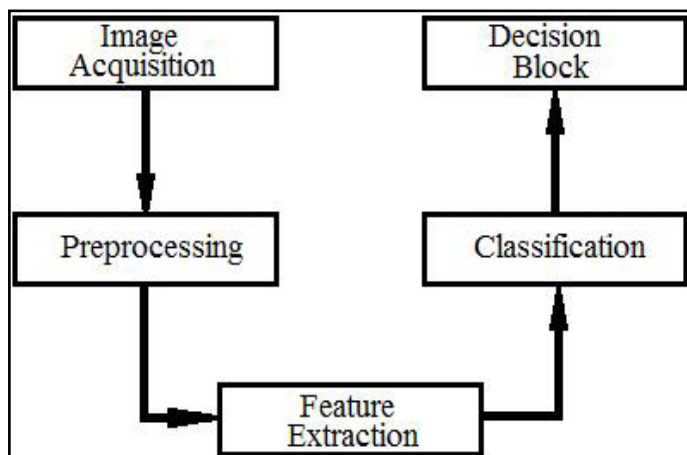 Image
Acquisition
Preprocessing
Feature
Extraction
Classification
Decision
Block